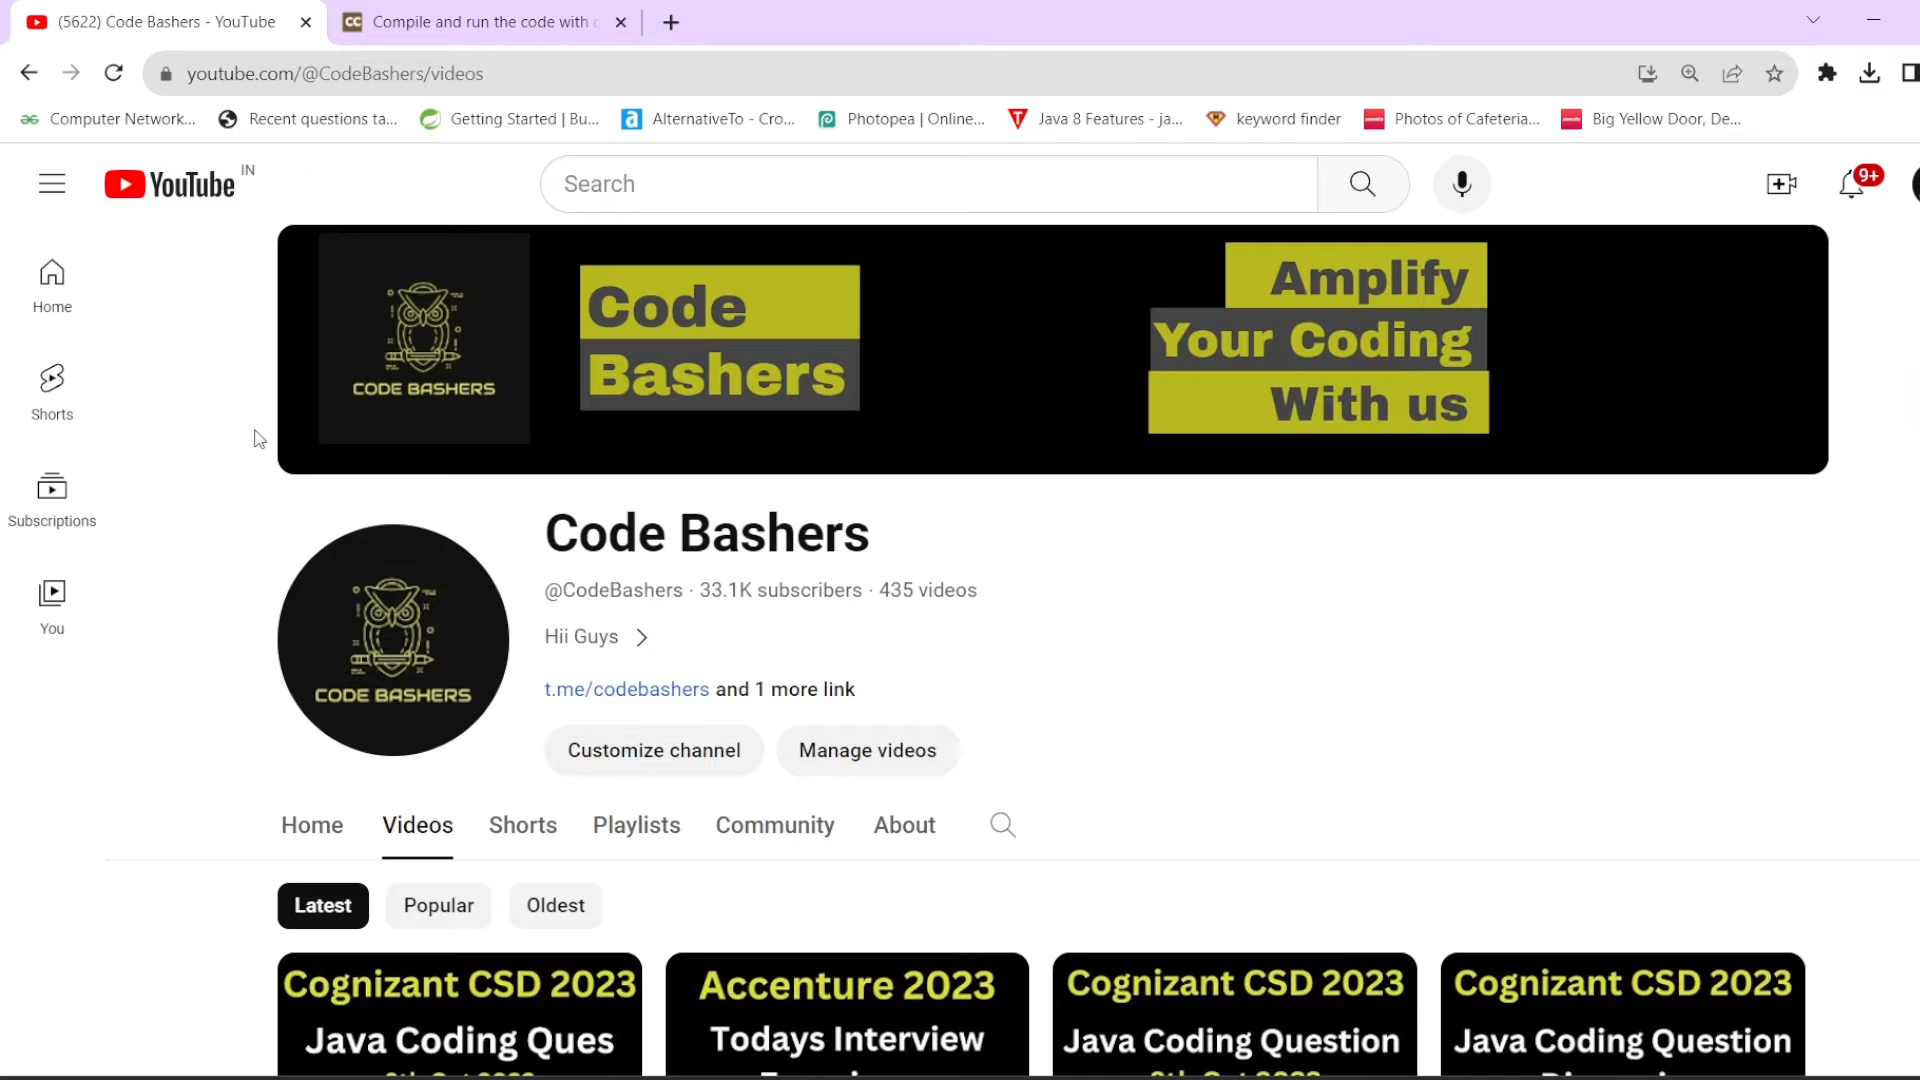 (5622) Code Bashers - YouTube
Compile and run the code with
youtube.com/@CodeBashers/videos
Computer Network...
Recent questions ta...
Getting Started | Bu...
AlternativeTo - Cro...
Photopea | Online...
Java 8 Features - ja...
keyword finder
Photos of Cafeteria...
Big Yellow Door, De...
YouTube IN
Search
9+
Home
Shorts
Subscriptions
You
CODE BASHERS
Code
Bashers
Amplify
Your Coding
With us
CODE BASHERS
Code Bashers
@CodeBashers · 33.1K subscribers · 435 videos
Hii Guys
t.me/codebashers and 1 more link
Customize channel
Manage videos
Home
Videos
Shorts
Playlists
Community
About
Latest
Popular
Oldest
Cognizant CSD 2023
Java Coding Ques
Accenture 2023
Todays Interview
Cognizant CSD 2023
Java Coding Question
Cognizant CSD 2023
Java Coding Question